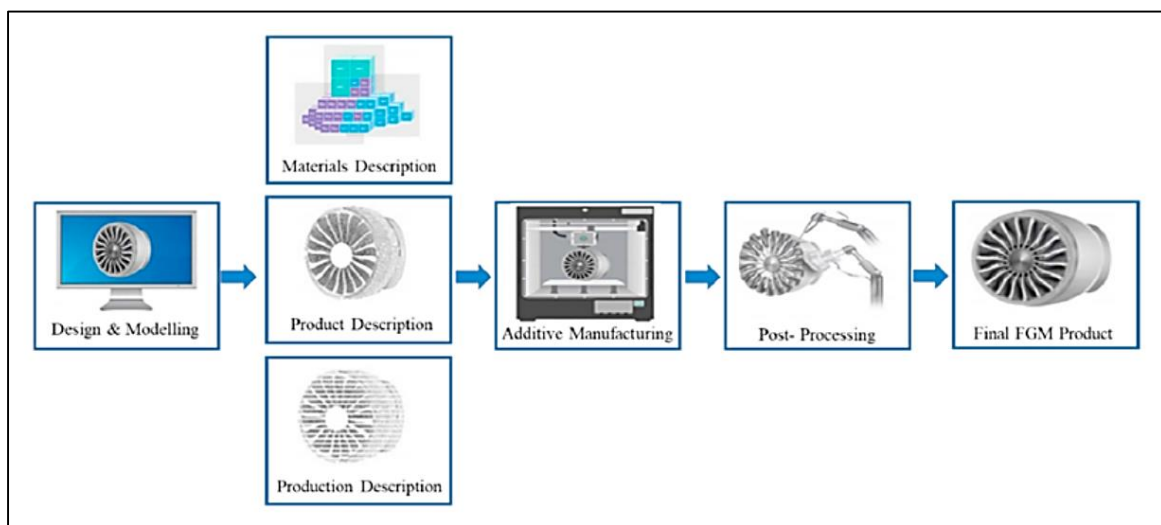 Materials Description
Design & Modelling
Product Description
Additive Manufacturing
Post- Processing
Final FGM Product
Production Description